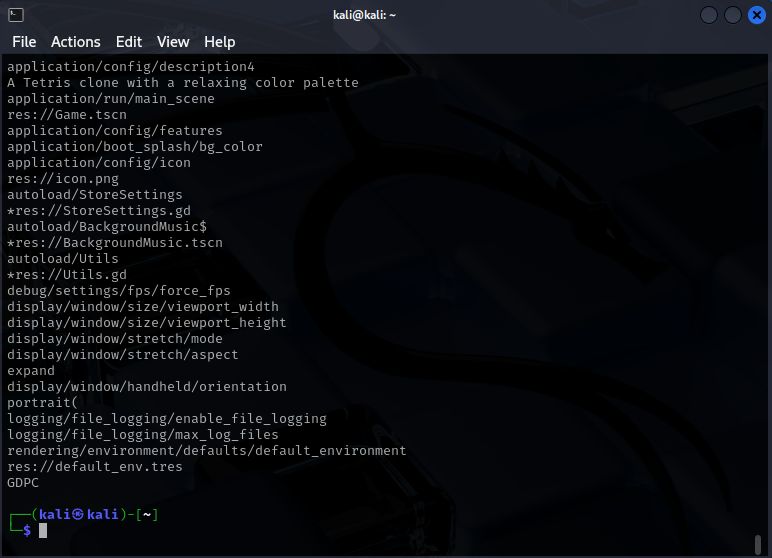 kali@kali: ~
File Actions Edit View Help
application/config/description4
A Tetris clone with a relaxing color palette
application/run/main_scene
res://Game.tscn
application/config/features
application/boot_splash/bg_color
application/config/icon
res://icon.png
autoload/StoreSettings
*res://StoreSettings.gd
autoload/BackgroundMusic$
*res://BackgroundMusic.tscn
autoload/Utils
*res://Utils.gd
debug/settings/fps/force_fps
display/window/size/viewport_width
display/window/size/viewport_height
display/window/stretch/mode
display/window/stretch/aspect
expand
display/window/handheld/orientation
portrait(
logging/file_logging/enable_file_logging
logging/file_logging/max_log_files
rendering/environment/defaults/default_environment
res://default_env.tres
GDPC
┌──(kali㉿kali)-[~]
└─$